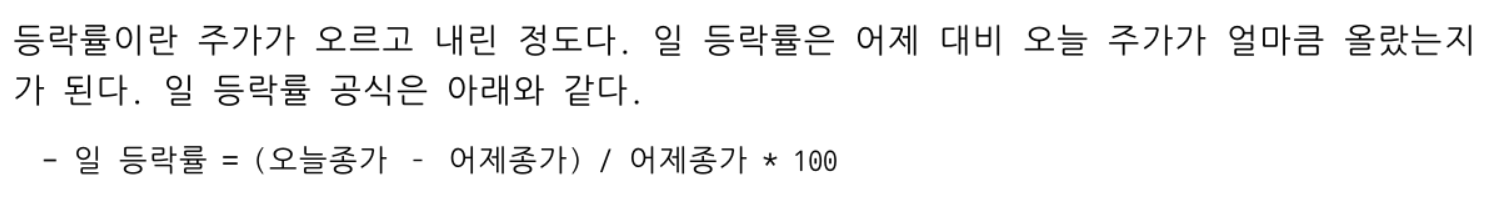 등락률이란 주가가 오르고 내린 정도다. 일 등락률은 어제 대비 오늘 주가가 얼마큼 올랐는지
가 된다. 일 등락률 공식은 아래와 같다.
- 일 등락률 = (오늘종가 - 어제종가) / 어제종가 * 100